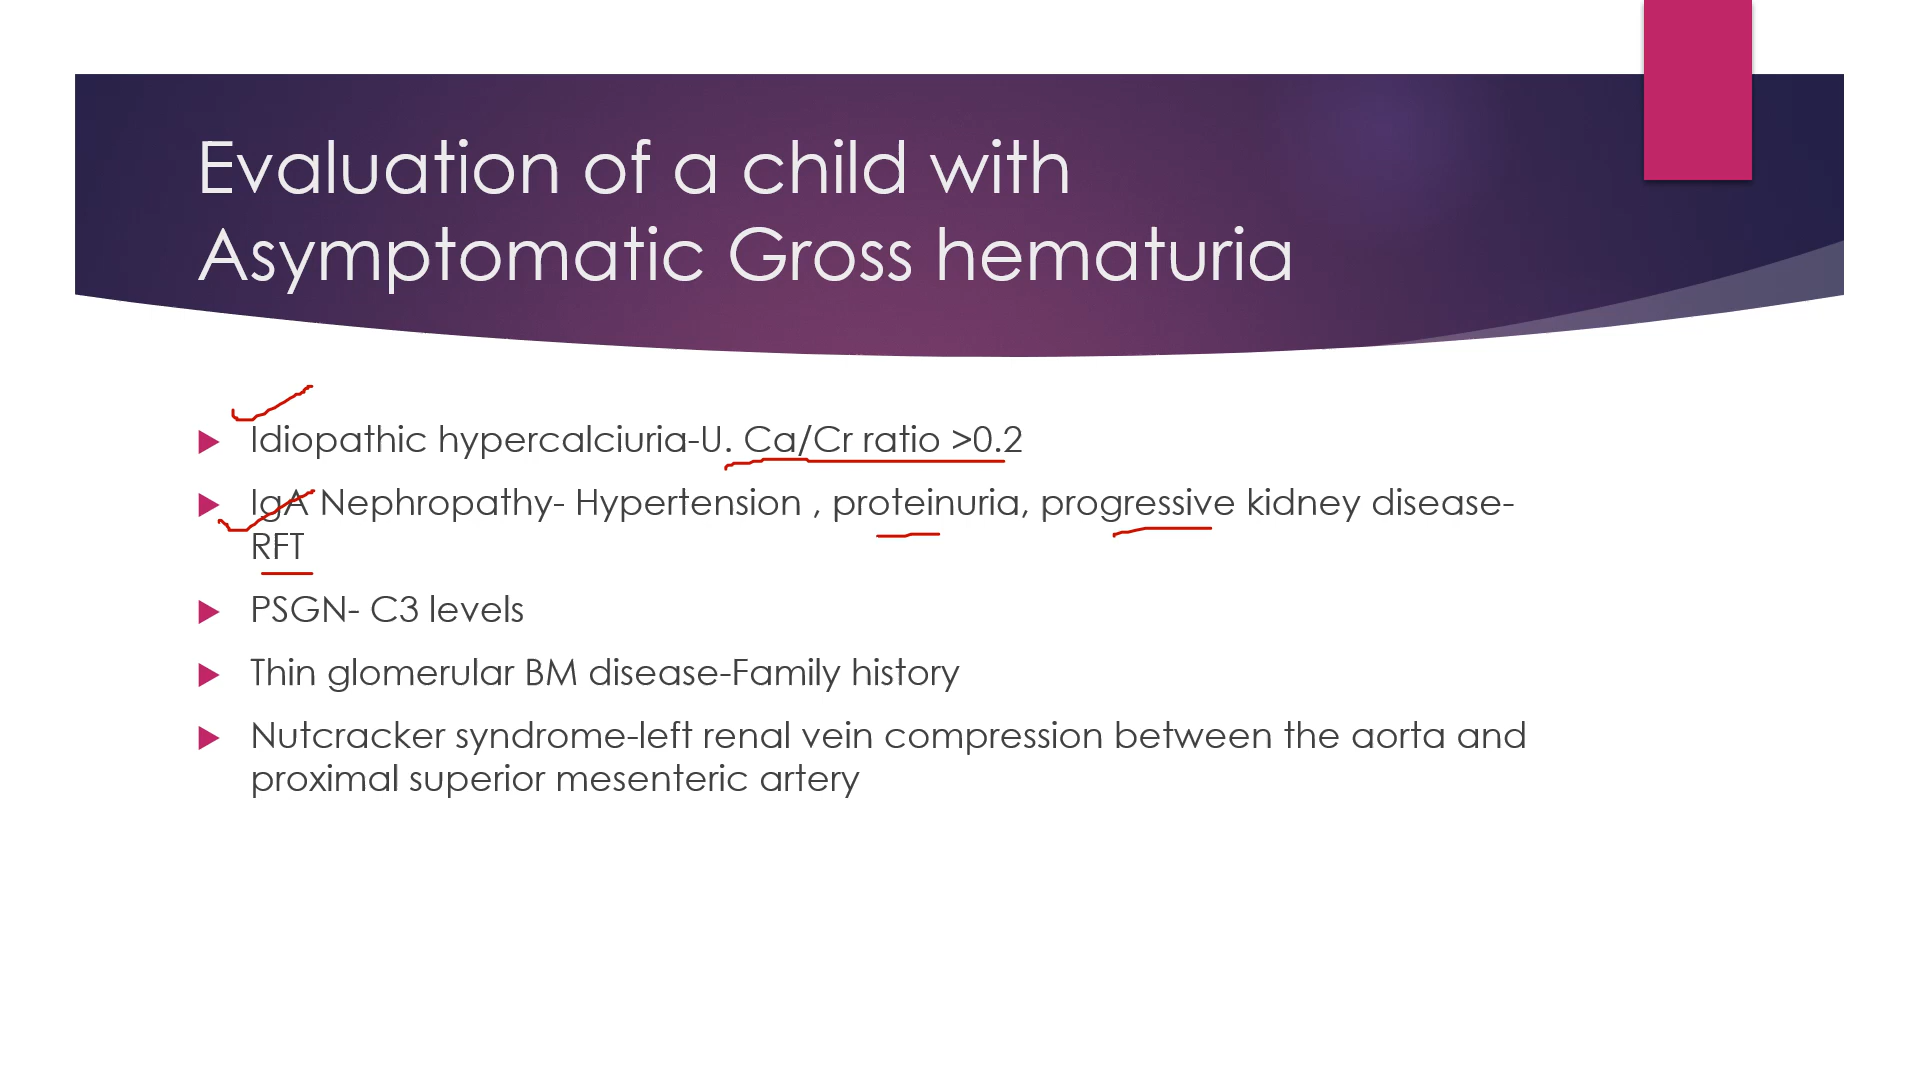 Evaluation of a child with
Asymptomatic Gross hematuria
Idiopathic hypercalciuria-U. Ca/Cr ratio >0.2
IgA Nephropathy- Hypertension , proteinuria, progressive kidney disease-
RFT
PSGN- C3 levels
Thin glomerular BM disease-Family history
Nutcracker syndrome-left renal vein compression between the aorta and
proximal superior mesenteric artery